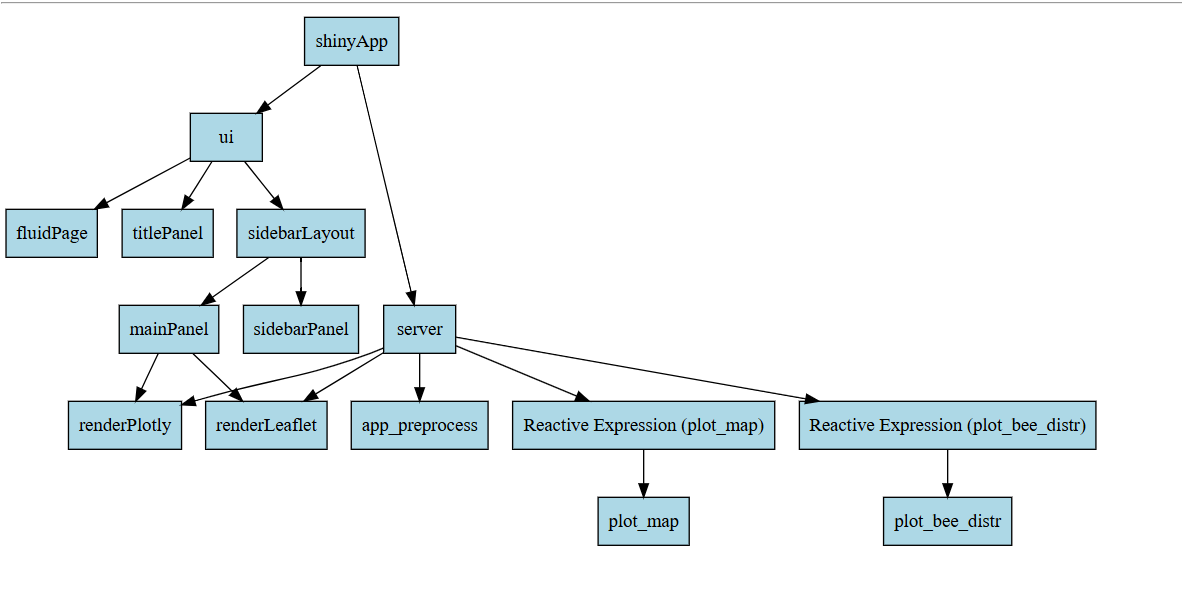 shinyApp
ui
fluidPage
titlePanel
sidebarLayout
mainPanel
sidebarPanel
server
renderPlotly
renderLeaflet
app_preprocess
Reactive Expression (plot_map)
Reactive Expression (plot_bee_distr)
plot_map
plot_bee_distr